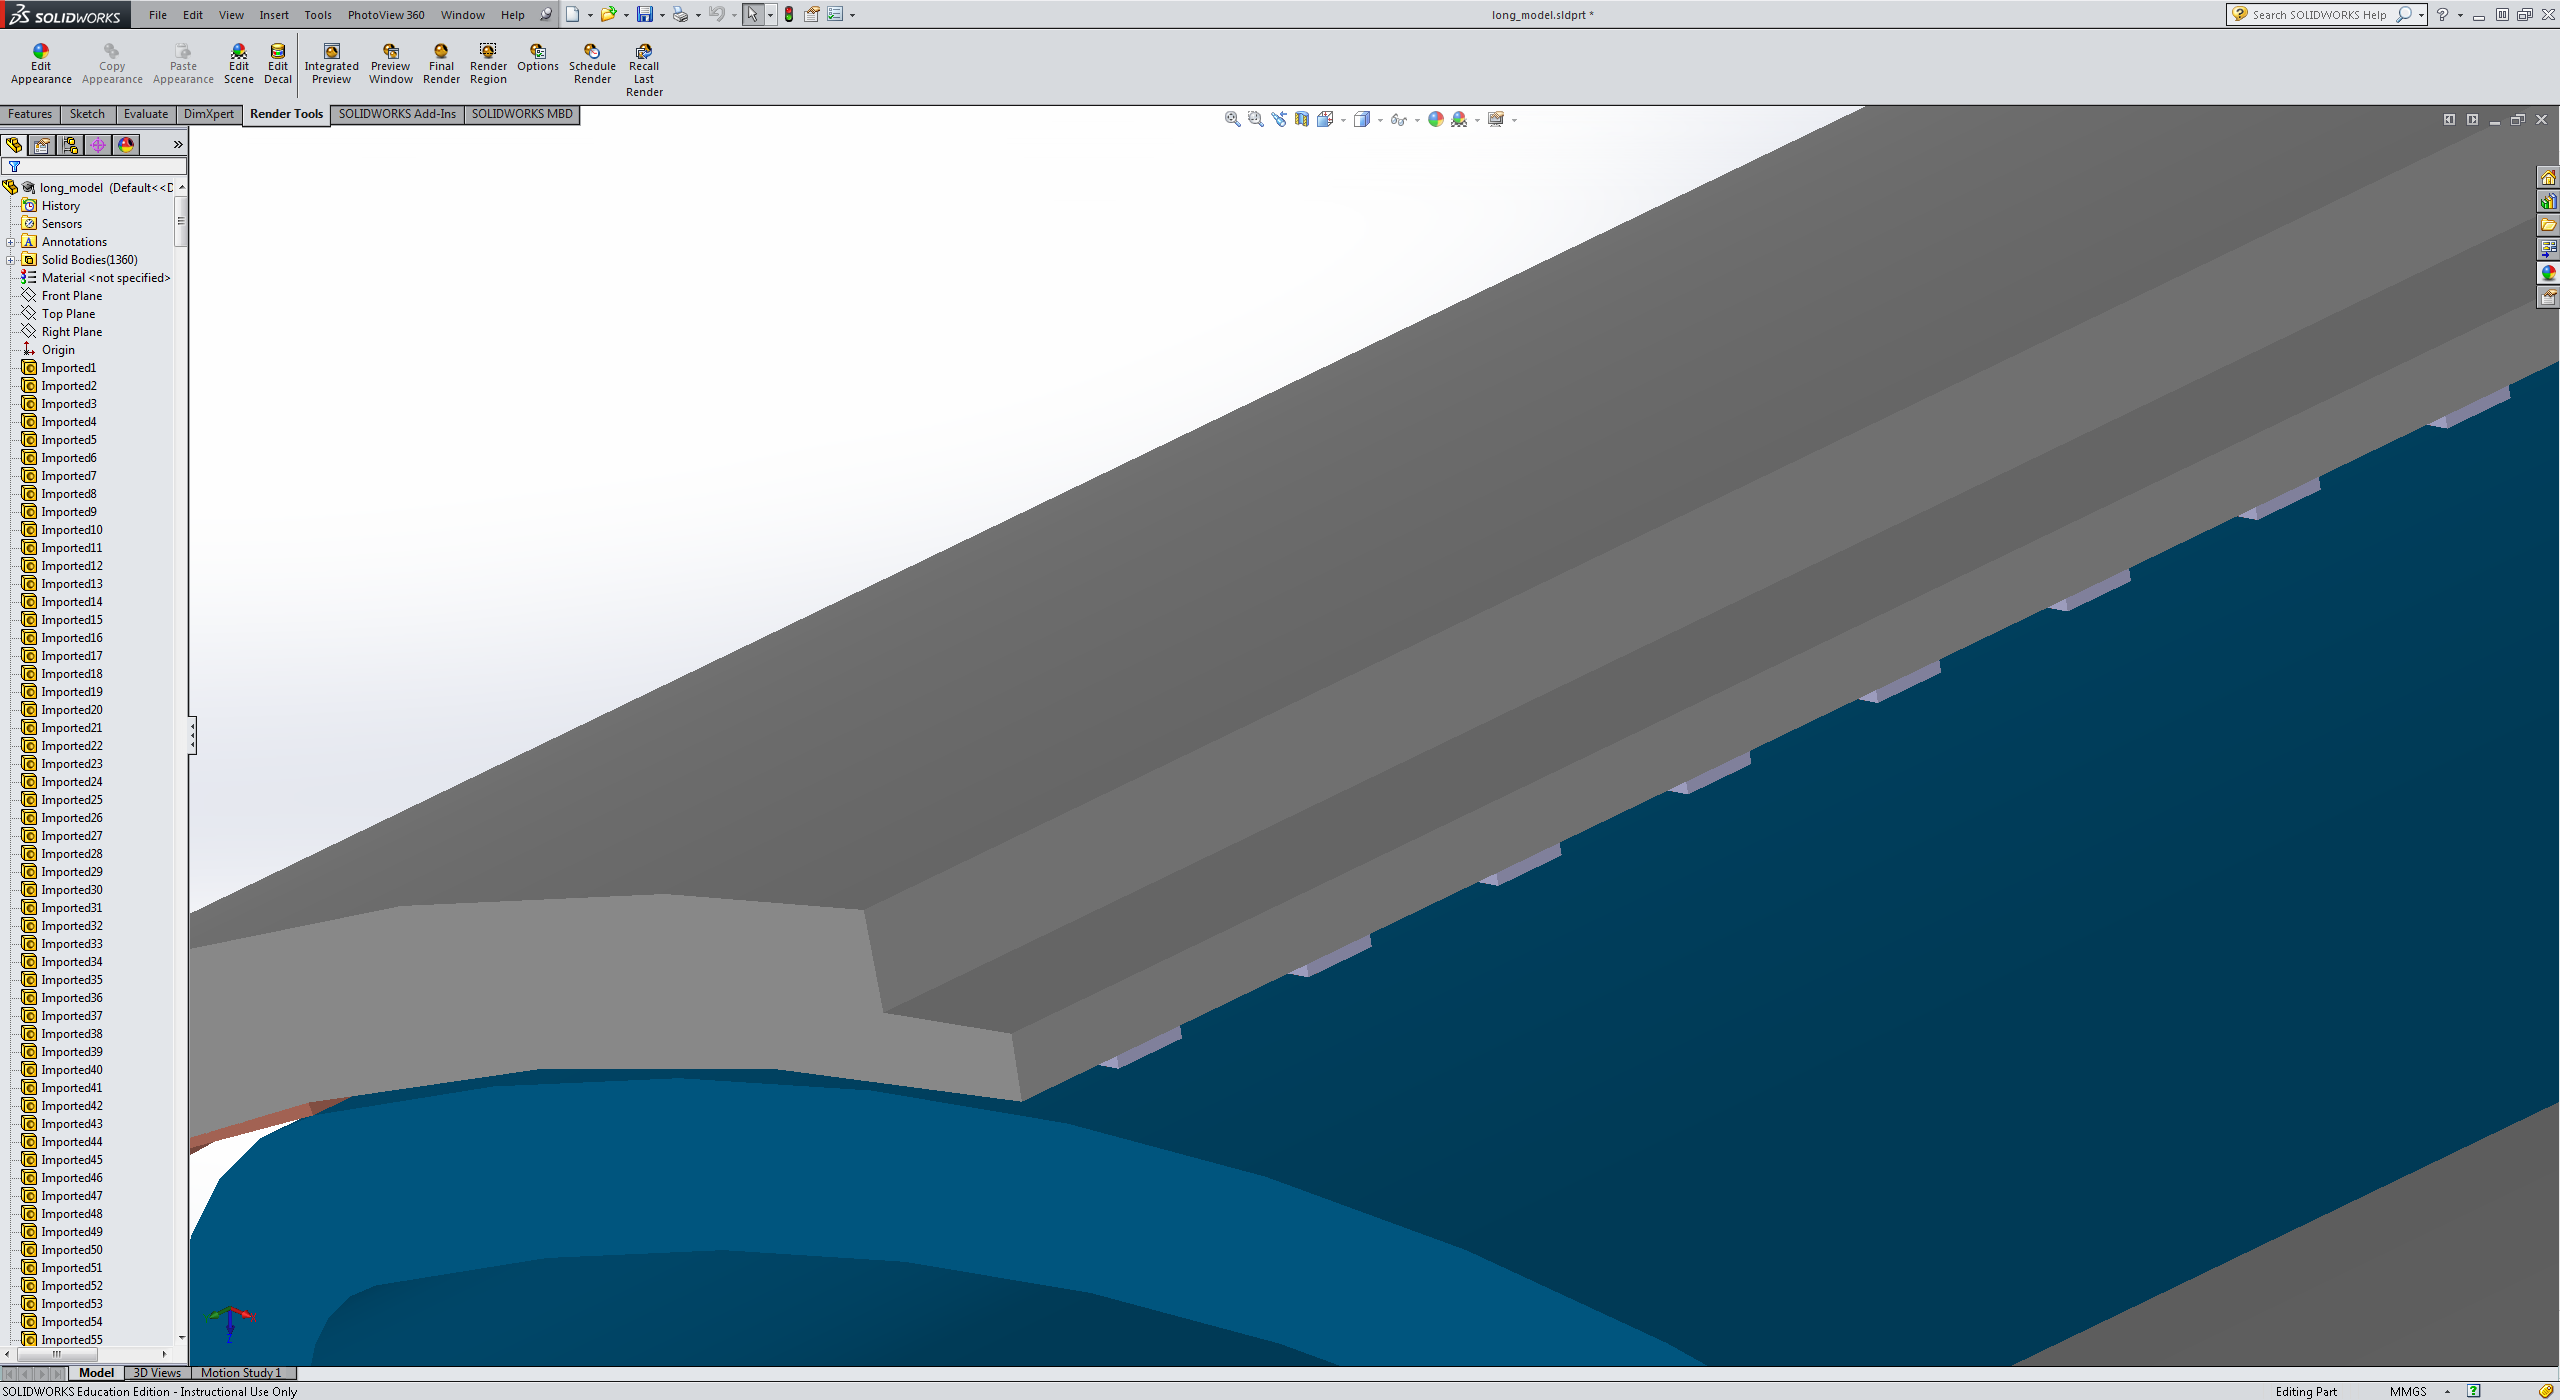 SOLIDWORKS File Edit View Insert Tools PhotoView 360 Window Help long_model.sldprt * Search SOLIDWORKS Help
Edit Appearance
Copy Appearance
Paste Appearance
Edit Scene
Edit Decal
Integrated Preview
Preview Window
Final Render
Render Region
Options
Schedule Render
Recall Last Render
Features Sketch Evaluate DimXpert Render Tools SOLIDWORKS Add-Ins SOLIDWORKS MBD
long_model (Default<<D
History
Sensors
Annotations
Solid Bodies(1360)
Material <not specified>
Front Plane
Top Plane
Right Plane
Origin
Imported1
Imported2
Imported3
Imported4
Imported5
Imported6
Imported7
Imported8
Imported9
Imported10
Imported11
Imported12
Imported13
Imported14
Imported15
Imported16
Imported17
Imported18
Imported19
Imported20
Imported21
Imported22
Imported23
Imported24
Imported25
Imported26
Imported27
Imported28
Imported29
Imported30
Imported31
Imported32
Imported33
Imported34
Imported35
Imported36
Imported37
Imported38
Imported39
Imported40
Imported41
Imported42
Imported43
Imported44
Imported45
Imported46
Imported47
Imported48
Imported49
Imported50
Imported51
Imported52
Imported53
Imported54
Imported55
Z
Model 3D Views Motion Study 1
SOLIDWORKS Education Edition - Instructional Use Only Editing Part MMGS